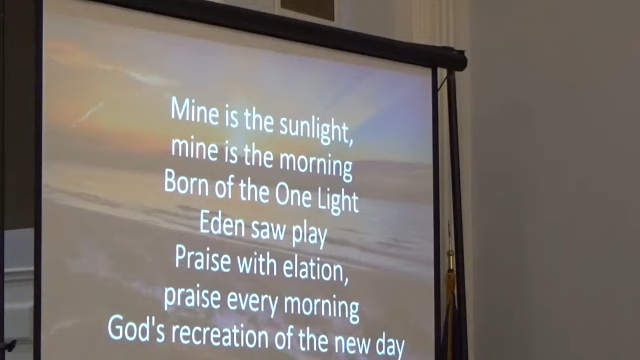 Mine is the sunlight,
mine is the morning
Born of the One Light
Eden saw play
Praise with elation,
praise every morning
God's recreation of the new day